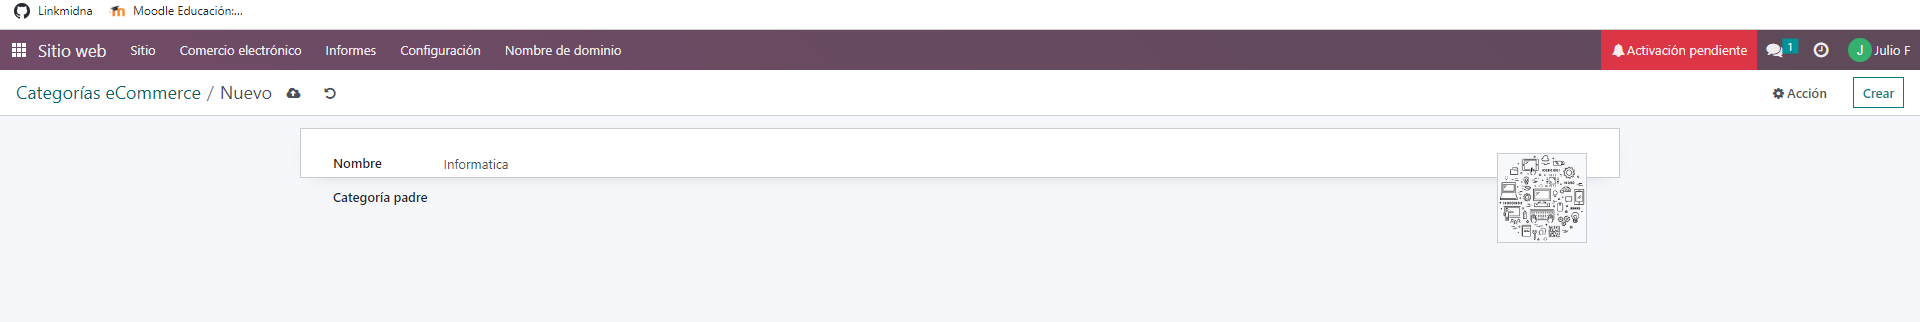 Linkmidna Moodle Educación:...
Sitio web Sitio Comercio electrónico Informes Configuración Nombre de dominio Activación pendiente 1 J Julio F
Categorías eCommerce / Nuevo Acción Crear
Nombre Informatica
Categoría padre